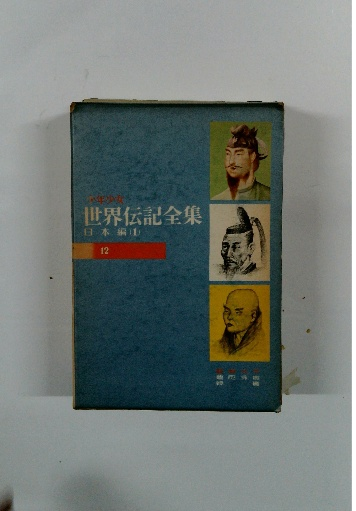 少年少女
世界伝記全集
日本編(1)
12